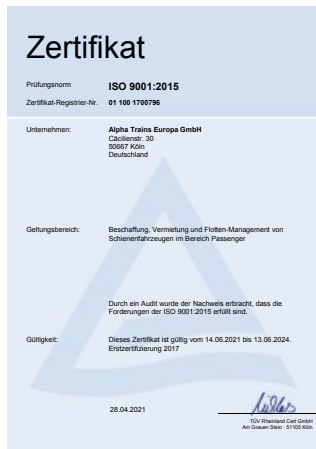 Zertifikat
Prüfungsnorm ISO 9001:2015
Zertifikat-Registrier-Nr. 01 100 1700796
Unternehmen: Alpha Trains Europa GmbH
Cäcilienstr. 30
50667 Köln
Deutschland
Geltungsbereich: Beschaffung, Vermietung und Flotten-Management von
Schienenfahrzeugen im Bereich Passenger
Durch ein Audit wurde der Nachweis erbracht, dass die
Forderungen der ISO 9001:2015 erfüllt sind.
Gültigkeit: Dieses Zertifikat ist gültig vom 14.06.2021 bis 13.06.2024.
Erstzertifizierung 2017
28.04.2021
TÜV Rheinland Cert GmbH
Am Grauen Stein · 51105 Köln